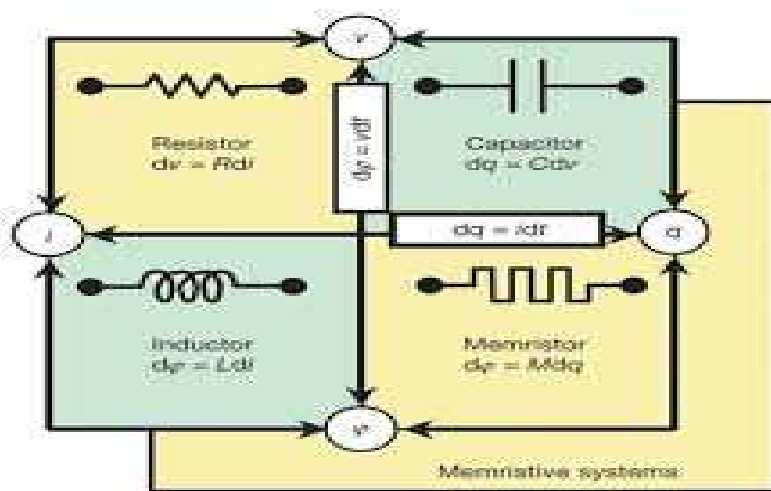 v
Resistor
dv = Rdi
dφ = vdt
Capacitor
dq = Cdv
i
dq = idt
q
Inductor
dφ = Ldi
Memristor
dφ = Mdq
φ
Memristive systems